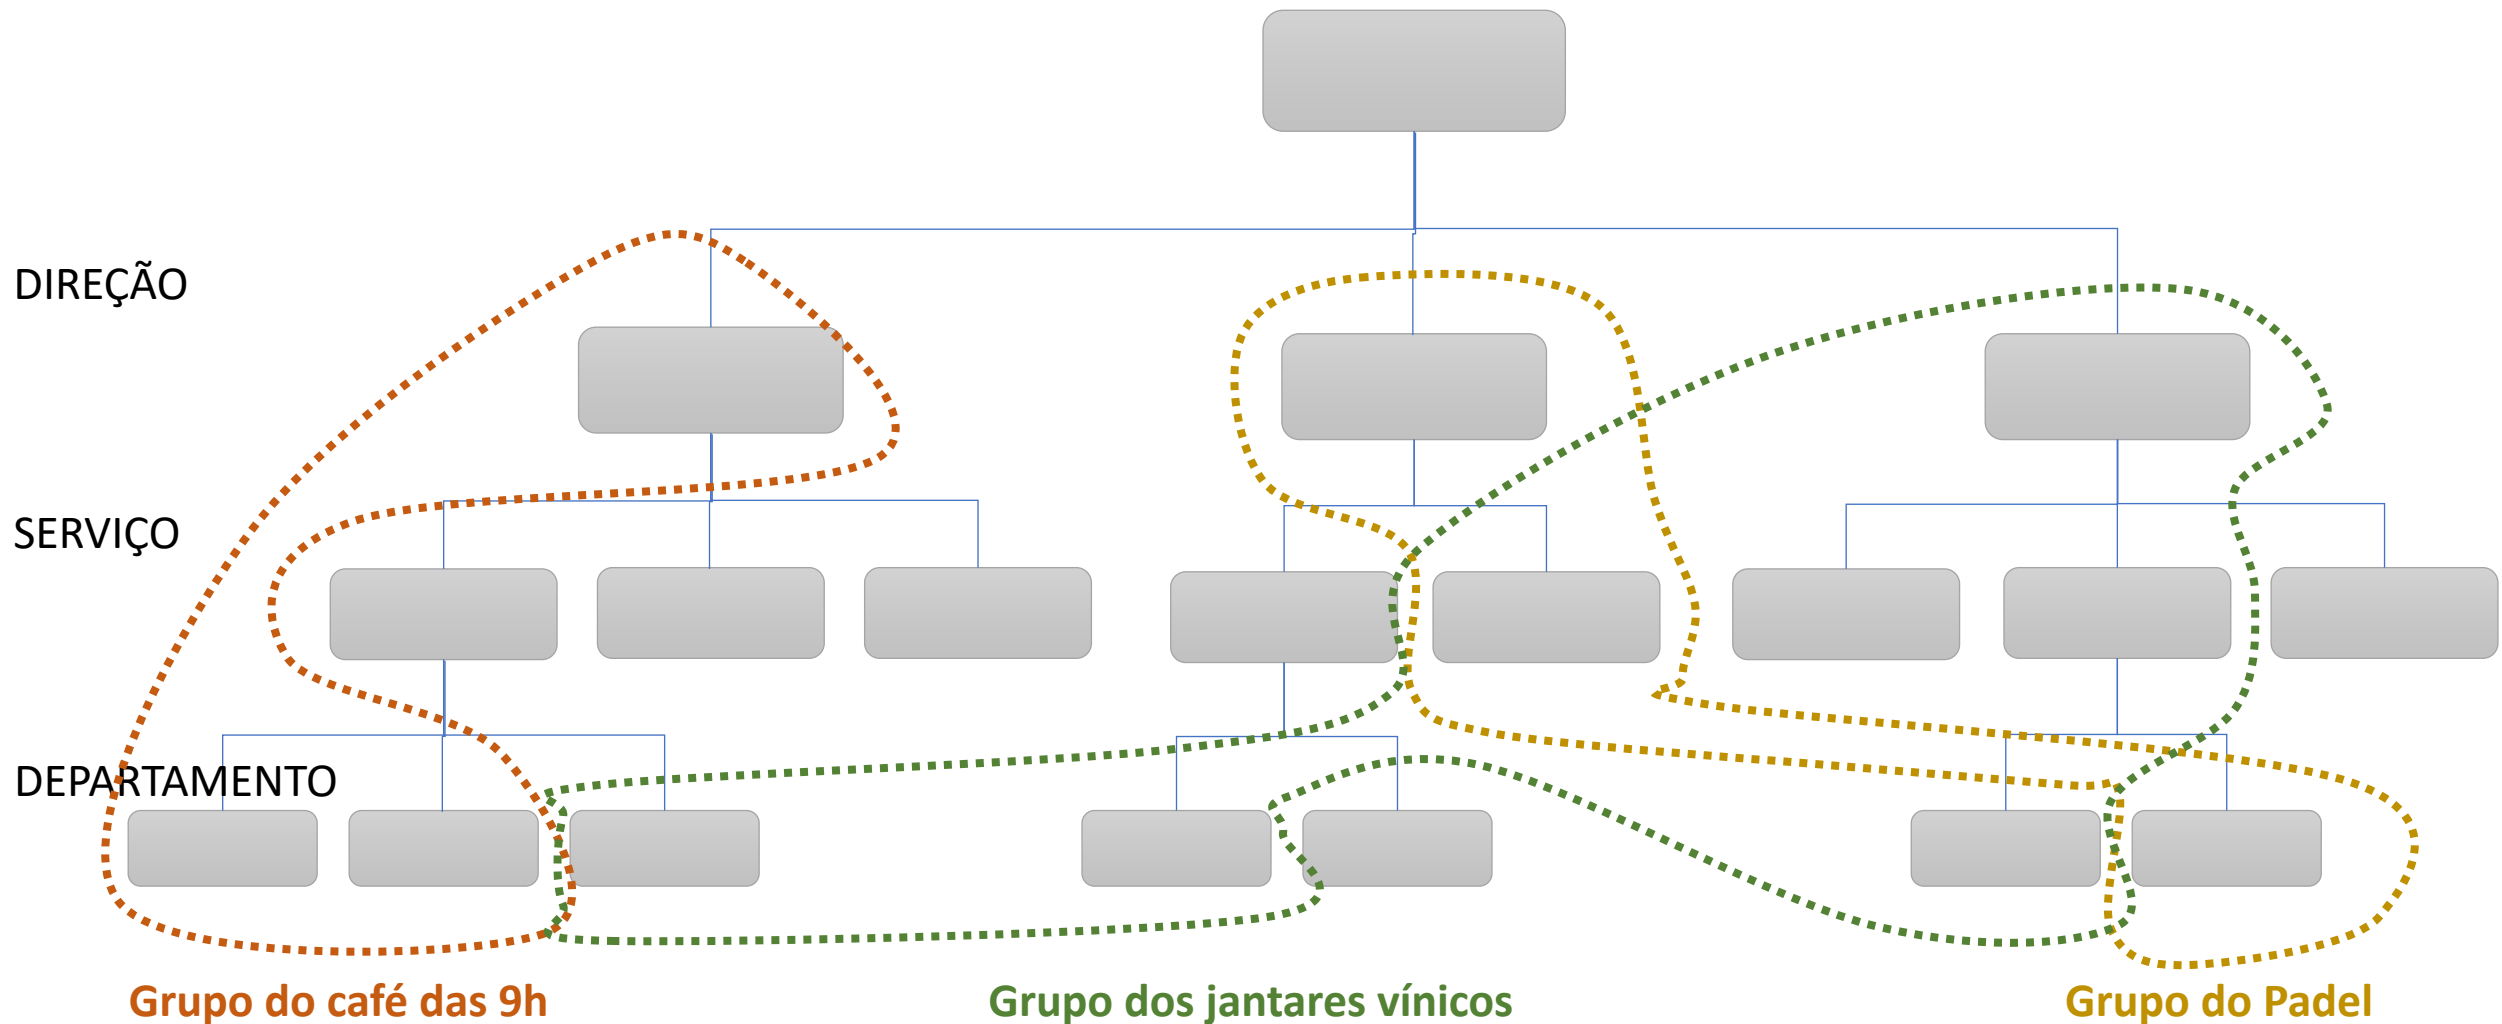 DIREÇÃO
SERVIÇO
DEPARTAMENTO
Grupo do café das 9h
Grupo dos jantares vínicos
Grupo do Padel